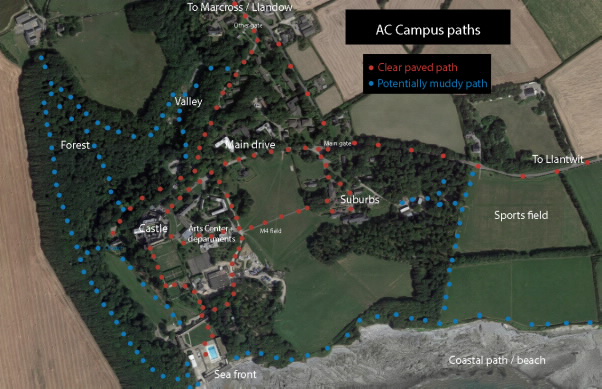 To Marcross / Llandow
Other gate
AC Campus paths
Clear paved path
Potentially muddy path
Valley
Forest
Main drive
Main gate
To Llantwit
Suburbs
Sports field
Castle
Arts Center +
departments
M4 field
Coastal path / beach
Sea front